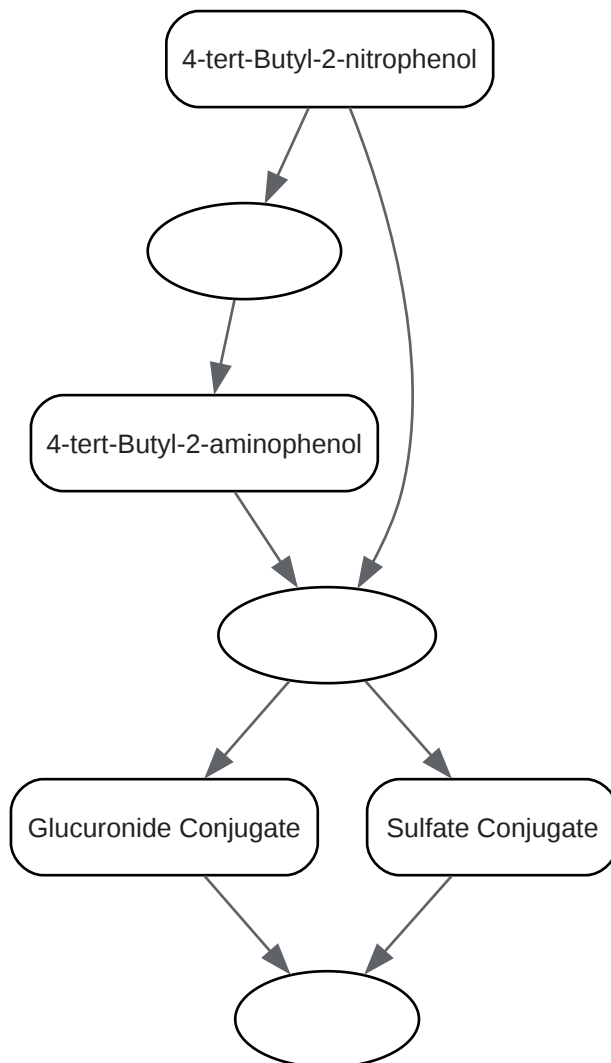 4-tert-Butyl-2-nitrophenol
4-tert-Butyl-2-aminophenol
Glucuronide Conjugate
Sulfate Conjugate